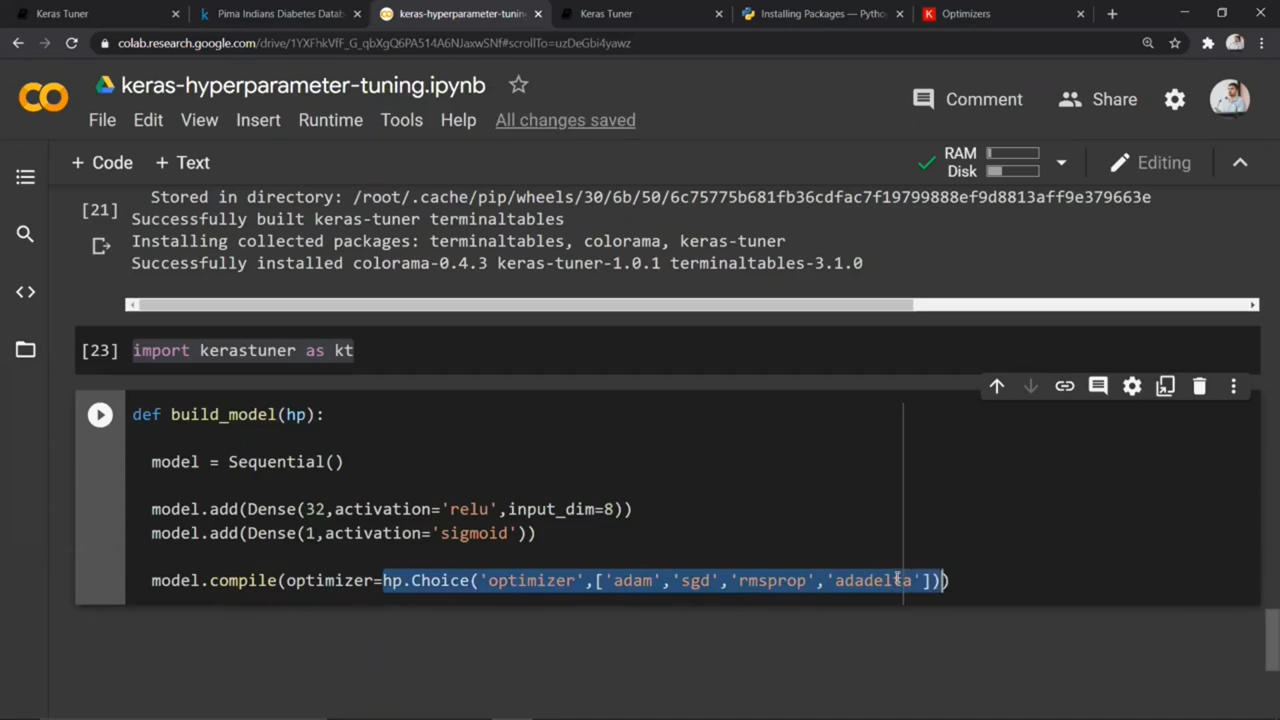 Keras Tuner
Pima Indians Diabetes Datab
keras-hyperparameter-tuning.ip
Keras Tuner
Installing Packages — Pytho
Optimizers
colab.research.google.com/drive/1YXFhkVfF_G_qbXgQ6PA514A6NJaxwSNf#scrollTo=uzDeGbi4yawz
keras-hyperparameter-tuning.ipynb
Comment
Share
File Edit View Insert Runtime Tools Help All changes saved
+ Code + Text
RAM
Disk
Editing
Stored in directory: /root/.cache/pip/wheels/30/6b/50/6c75775b681fb36cdfac7f19799888ef9d8813aff9e379663e
[21] Successfully built keras-tuner terminaltables
Installing collected packages: terminaltables, colorama, keras-tuner
Successfully installed colorama-0.4.3 keras-tuner-1.0.1 terminaltables-3.1.0
[23] import kerastuner as kt
def build_model(hp):
model = Sequential()
model.add(Dense(32,activation='relu',input_dim=8))
model.add(Dense(1,activation='sigmoid'))
model.compile(optimizer=hp.Choice('optimizer',['adam','sgd','rmsprop','adadelta']))